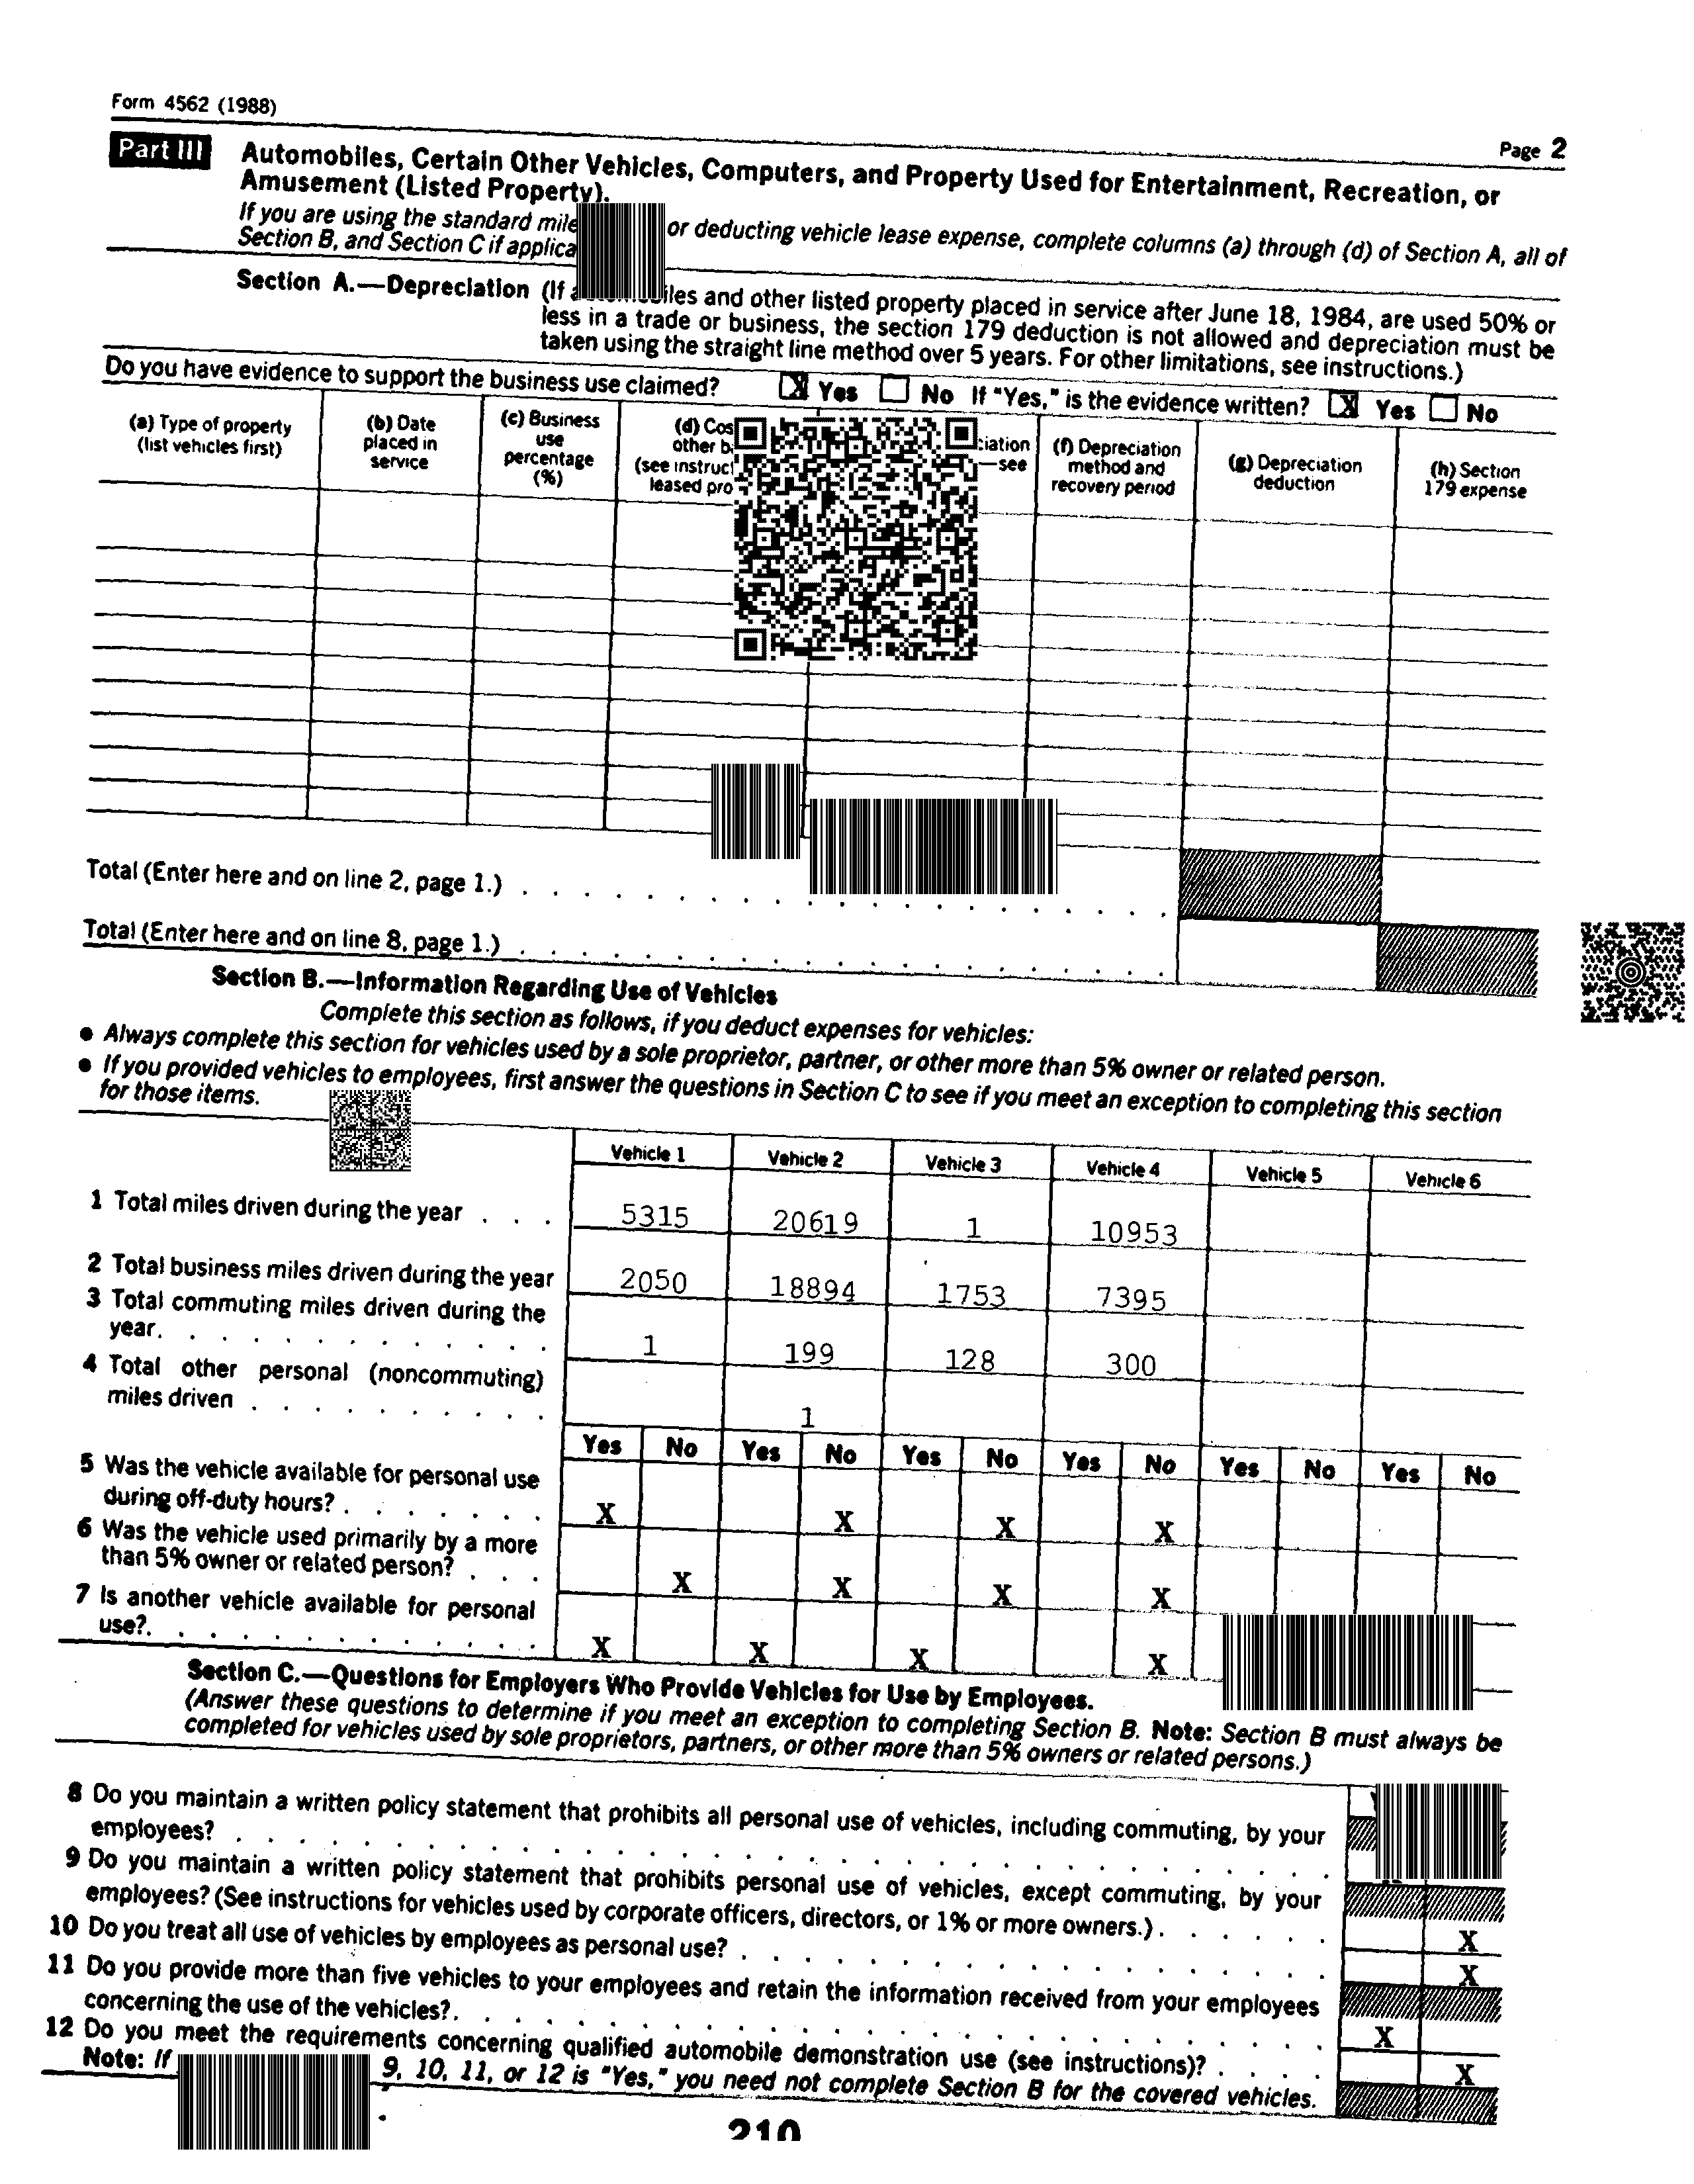 Form 4562 (1988)
Page 2
Part III Automobiles, Certain Other Vehicles, Computers, and Property Used for Entertainment, Recreation, or
Amusement (Listed Property).
If you are using the standard mile or deducting vehicle lease expense, complete columns (a) through (d) of Section A, all of
Section B, and Section C if applica
Section A.—Depreciation (If iles and other listed property placed in service after June 18, 1984, are used 50% or
less in a trade or business, the section 179 deduction is not allowed and depreciation must be
taken using the straight line method over 5 years. For other limitations, see instructions.)
Do you have evidence to support the business use claimed? X Yes No If "Yes," is the evidence written? X Yes No
(a) Type of property
(list vehicles first)
(b) Date
placed in
service
(c) Business
use
percentage
(%)
(d) Cos
other b
(see instruct
leased pro
ciation
—see
(f) Depreciation
method and
recovery period
(g) Depreciation
deduction
(h) Section
179 expense
Total (Enter here and on line 2, page 1.)
Total (Enter here and on line 8, page 1.)
Section B.—Information Regarding Use of Vehicles
Complete this section as follows, if you deduct expenses for vehicles:
● Always complete this section for vehicles used by a sole proprietor, partner, or other more than 5% owner or related person.
● If you provided vehicles to employees, first answer the questions in Section C to see if you meet an exception to completing this section
for those items.
Vehicle 1 Vehicle 2 Vehicle 3 Vehicle 4 Vehicle 5 Vehicle 6
1 Total miles driven during the year . . . 5315 20619 1 10953
2 Total business miles driven during the year 2050 18894 1753 7395
3 Total commuting miles driven during the
year. . . . . . . . . . . . . 1 199 128 300
4 Total other personal (noncommuting)
miles driven . . . . . . . . . . 1
Yes No Yes No Yes No Yes No Yes No Yes No
5 Was the vehicle available for personal use
during off-duty hours? . . . . . . . X X X X
6 Was the vehicle used primarily by a more
than 5% owner or related person? . . . X X X X
7 Is another vehicle available for personal
use?. . . . . . . . . . . . . X X X X
Section C.—Questions for Employers Who Provide Vehicles for Use by Employees.
(Answer these questions to determine if you meet an exception to completing Section B. Note: Section B must always be
completed for vehicles used by sole proprietors, partners, or other more than 5% owners or related persons.)
8 Do you maintain a written policy statement that prohibits all personal use of vehicles, including commuting, by your
employees?
9 Do you maintain a written policy statement that prohibits personal use of vehicles, except commuting, by your
employees? (See instructions for vehicles used by corporate officers, directors, or 1% or more owners.) . . . . . . X
10 Do you treat all use of vehicles by employees as personal use? X
11 Do you provide more than five vehicles to your employees and retain the information received from your employees
concerning the use of the vehicles?. X
12 Do you meet the requirements concerning qualified automobile demonstration use (see instructions)? . . . . X
Note: If 9, 10, 11, or 12 is "Yes," you need not complete Section B for the covered vehicles.
210